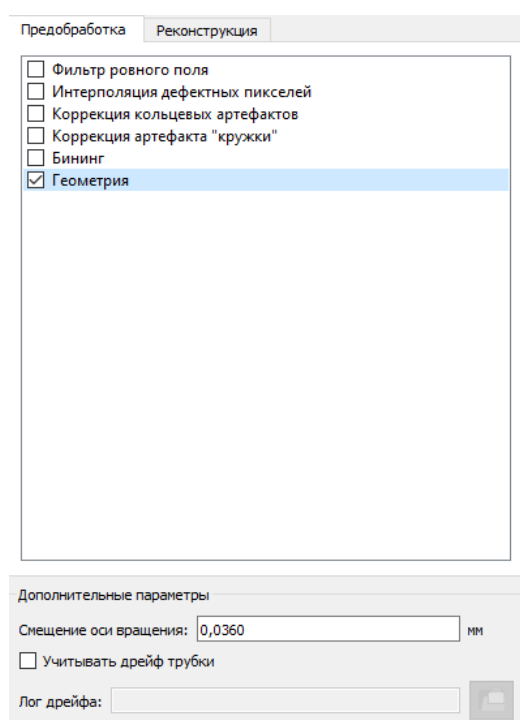 Предобработка Реконструкция
Фильтр ровного поля
Интерполяция дефектных пикселей
Коррекция кольцевых артефактов
Коррекция артефакта "кружки"
Бининг
Геометрия
Дополнительные параметры
Смещение оси вращения: 0,0360 мм
Учитывать дрейф трубки
Лог дрейфа: